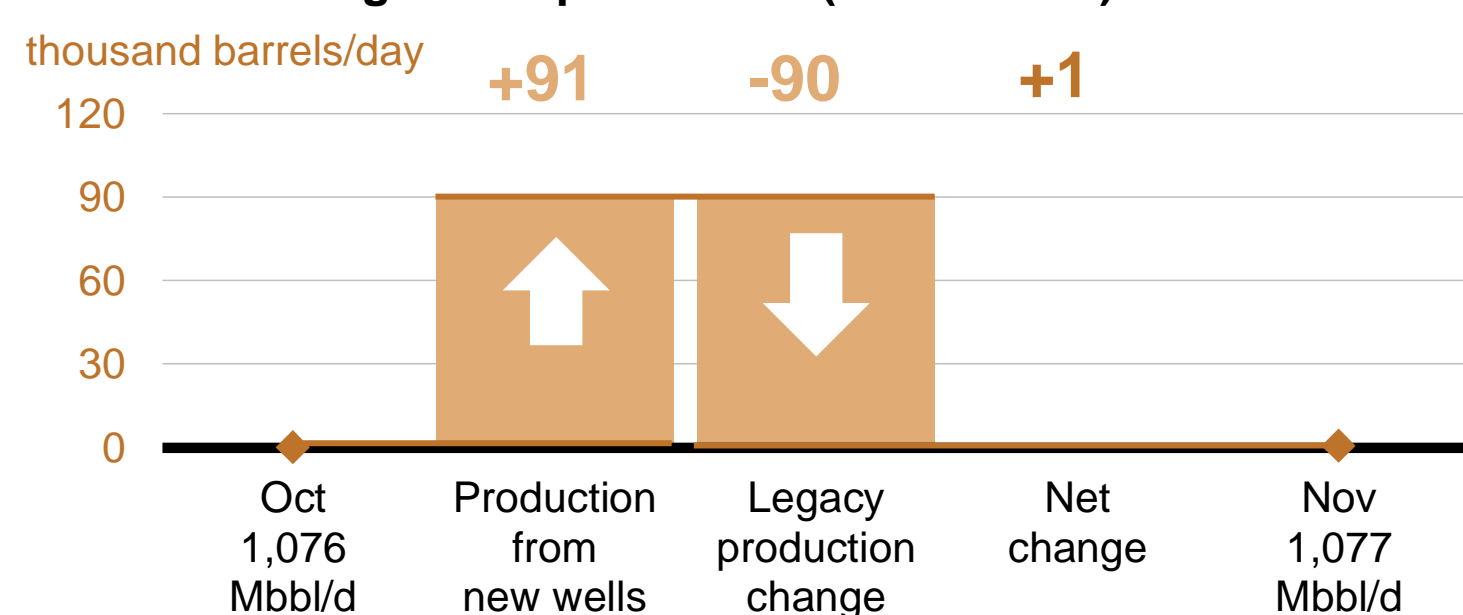 thousand barrels/day
+91 -90 +1
120
90
60
30
0
Oct
1,076
Mbbl/d
Production
from
new wells
Legacy
production
change
Net
change
Nov
1,077
Mbbl/d